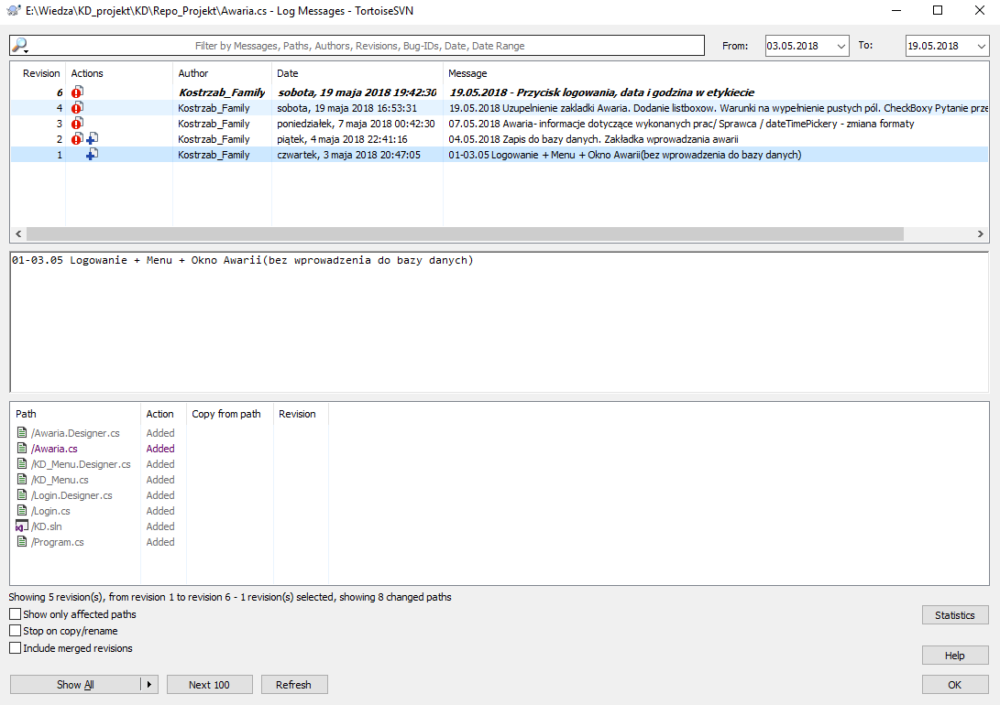 E:\Wiedza\KD_projekt\KD\Repo_Projekt\Awaria.cs - Log Messages - TortoiseSVN
Filter by Messages, Paths, Authors, Revisions, Bug-IDs, Date, Date Range From: 03.05.2018 To: 19.05.2018
Revision Actions Author Date Message
6 Kostrzab_Family sobota, 19 maja 2018 19:42:30 19.05.2018 - Przycisk logowania, data i godzina w etykiecie
4 Kostrzab_Family sobota, 19 maja 2018 16:53:31 19.05.2018 Uzupelnienie zakladki Awaria. Dodanie listboxow. Warunki na wypełnienie pustych pól. CheckBoxy Pytanie prze
3 Kostrzab_Family poniedziałek, 7 maja 2018 00:42:30 07.05.2018 Awaria- informacje dotyczące wykonanych prac/ Sprawca / dateTimePickery - zmiana formaty
2 Kostrzab_Family piątek, 4 maja 2018 22:41:16 04.05.2018 Zapis do bazy danych. Zakładka wprowadzania awarii
1 Kostrzab_Family czwartek, 3 maja 2018 20:47:05 01-03.05 Logowanie + Menu + Okno Awarii(bez wprowadzenia do bazy danych)
01-03.05 Logowanie + Menu + Okno Awarii(bez wprowadzenia do bazy danych)
Path Action Copy from path Revision
/Awaria.Designer.cs Added
/Awaria.cs Added
/KD_Menu.Designer.cs Added
/KD_Menu.cs Added
/Login.Designer.cs Added
/Login.cs Added
/KD.sln Added
/Program.cs Added
Showing 5 revision(s), from revision 1 to revision 6 - 1 revision(s) selected, showing 8 changed paths
Show only affected paths
Statistics
Stop on copy/rename
Include merged revisions
Help
Show All Next 100 Refresh OK